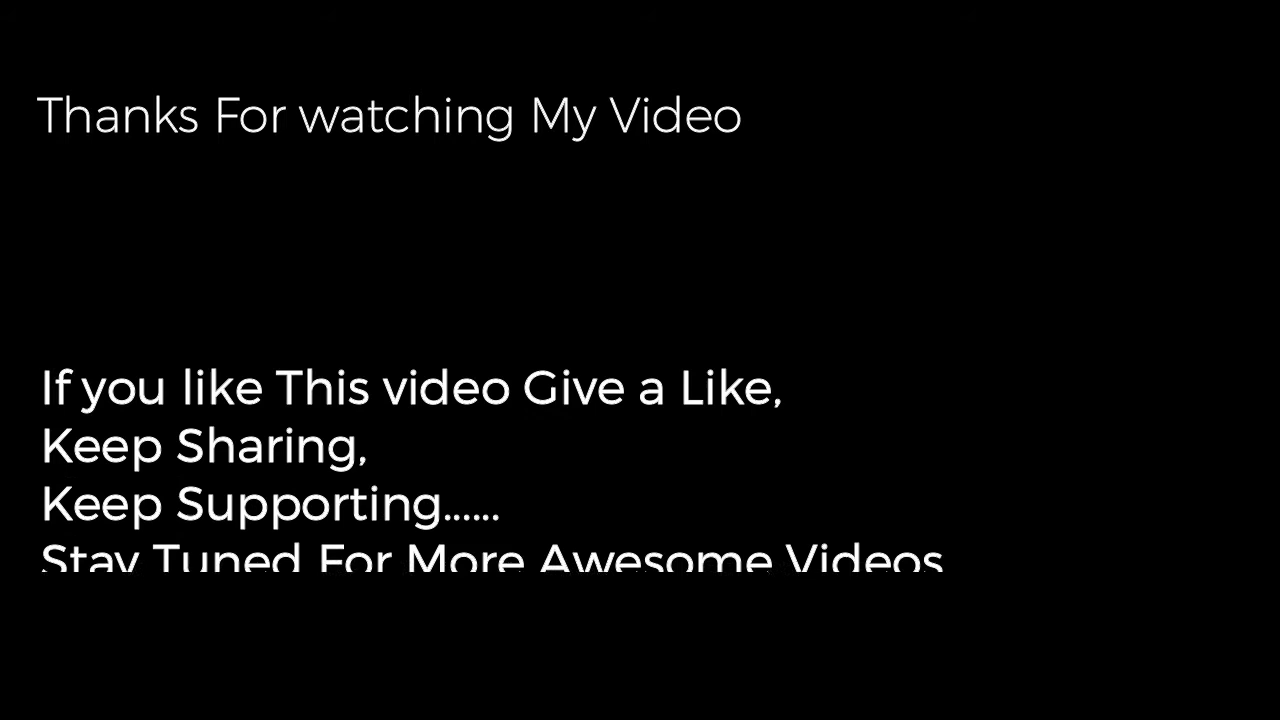 Thanks For watching My Video
If you like This video Give a Like,
Keep Sharing,
Keep Supporting......
Stay Tuned For More Awesome Videos